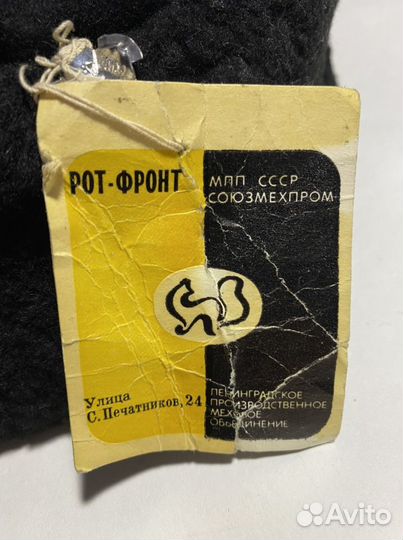 РОТ-ФРОНТ
МЛП СССР
СОЮЗМЕХПРОМ
Улица
С. Печатников, 24
ЛЕНИНГРАДСКОЕ
ПРОИЗВОДСТВЕННОЕ
МЕХОВОЕ
ОБЪЕДИНЕНИЕ
Avito